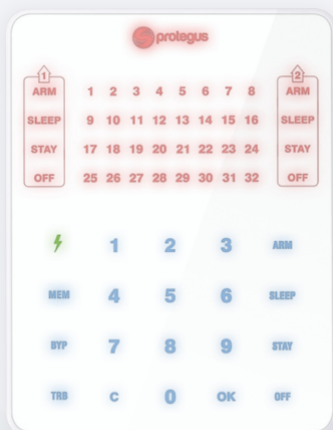 protegus
1 2
ARM 1 2 3 4 5 6 7 8 ARM
SLEEP 9 10 11 12 13 14 15 16 SLEEP
STAY 17 18 19 20 21 22 23 24 STAY
OFF 25 26 27 28 29 30 31 32 OFF
1 2 3 ARM
MEM 4 5 6 SLEEP
BYP 7 8 9 STAY
TRB C 0 OK OFF